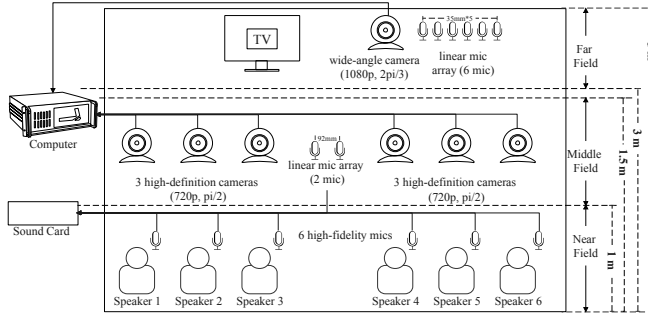 TV
35mm*5
wide-angle camera
(1080p, 2pi/3)
linear mic
array (6 mic)
Far
Field
Computer
92mm
linear mic array
(2 mic)
3 high-definition cameras
(720p, pi/2)
3 high-definition cameras
(720p, pi/2)
Middle
Field
3 m
1.5 m
1 m
Sound Card
6 high-fidelity mics
Near
Field
Speaker 1
Speaker 2
Speaker 3
Speaker 4
Speaker 5
Speaker 6